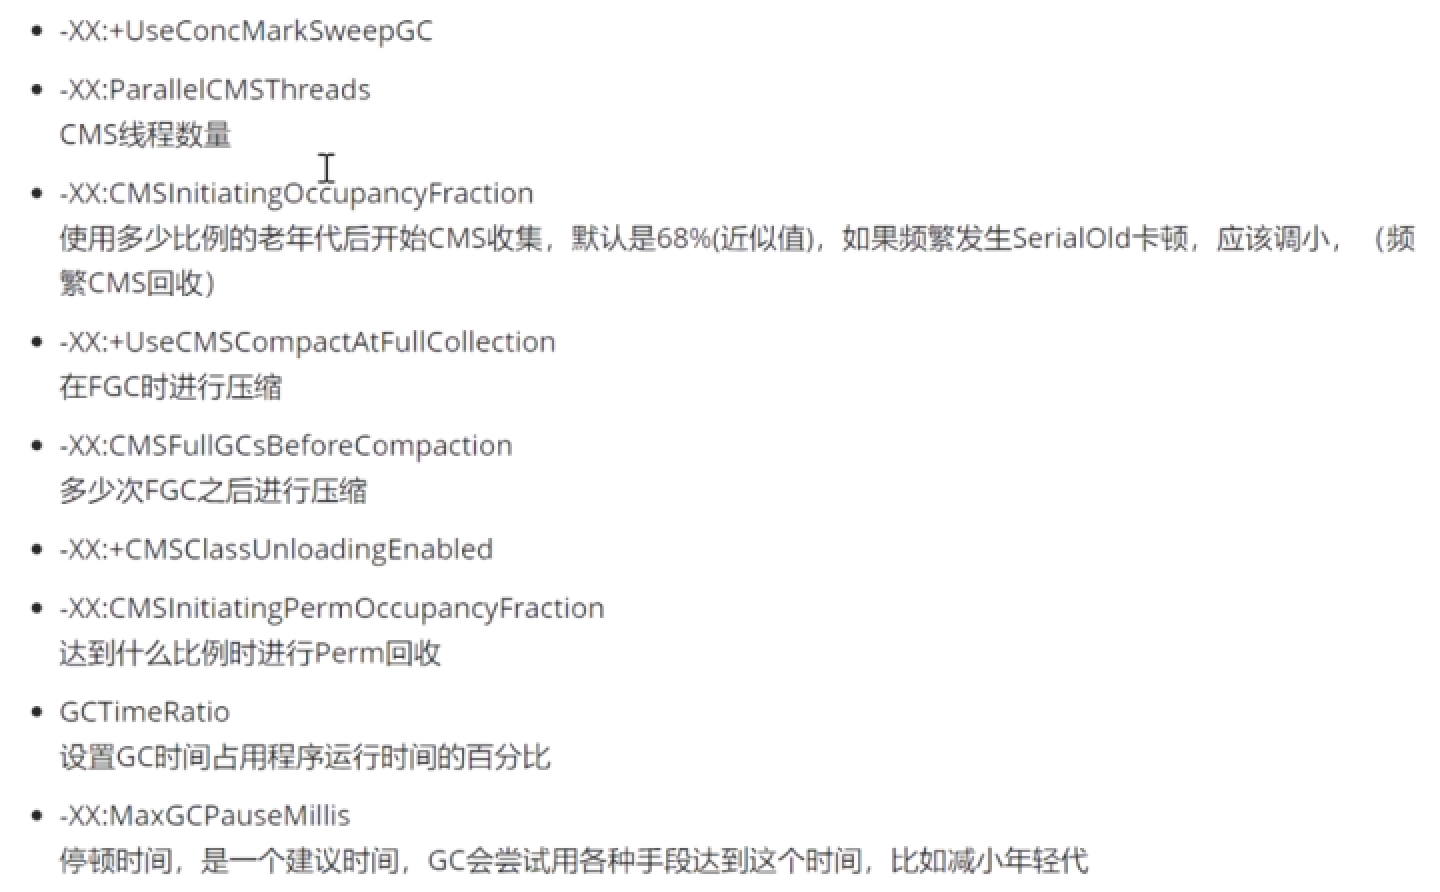 -XX:+UseConcMarkSweepGC
-XX:ParallelCMSThreads
CMS线程数量
-XX:CMSInitiatingOccupancyFraction
使用多少比例的老年代后开始CMS收集，默认是68%(近似值)，如果频繁发生SerialOld卡顿，应该调小，（频
繁CMS回收）
-XX:+UseCMSCompactAtFullCollection
在FGC时进行压缩
-XX:CMSFullGCsBeforeCompaction
多少次FGC之后进行压缩
-XX:+CMSClassUnloadingEnabled
-XX:CMSInitiatingPermOccupancyFraction
达到什么比例时进行Perm回收
GCTimeRatio
设置GC时间占用程序运行时间的百分比
-XX:MaxGCPauseMillis
停顿时间，是一个建议时间，GC会尝试用各种手段达到这个时间，比如减小年轻代